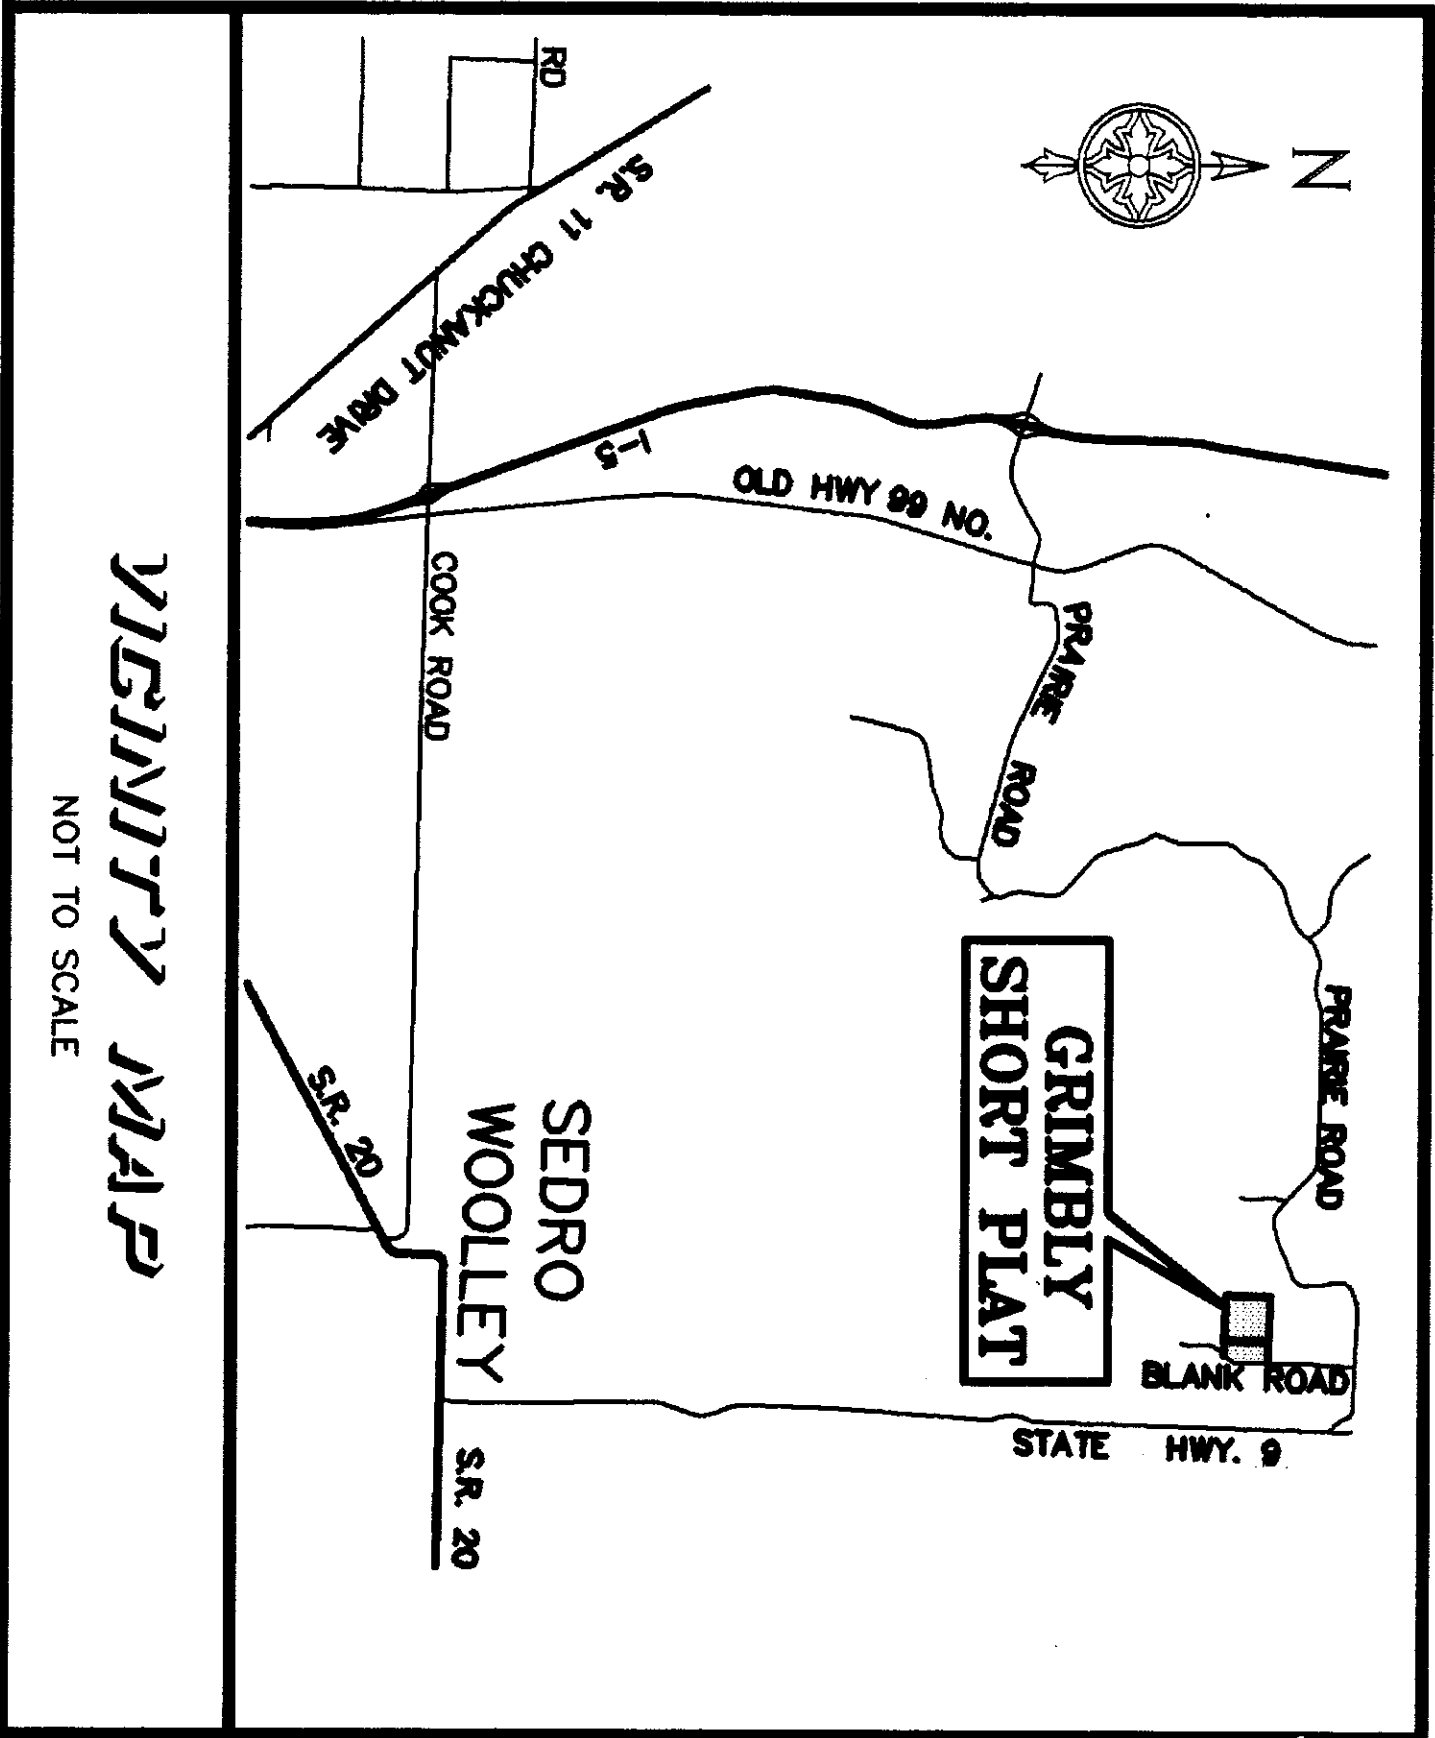 N
PRAIRIE ROAD
BLANK ROAD
STATE HWY. 9
PRAIRIE ROAD
GRIMBLY
SHORT PLAT
OLD HWY 99 NO.
I-5
S.R. 11 CHUCKANUT DRIVE
RD
COOK ROAD
SEDRO
WOOLLEY
S.R. 20
S.R. 20
VICINITY MAP
NOT TO SCALE